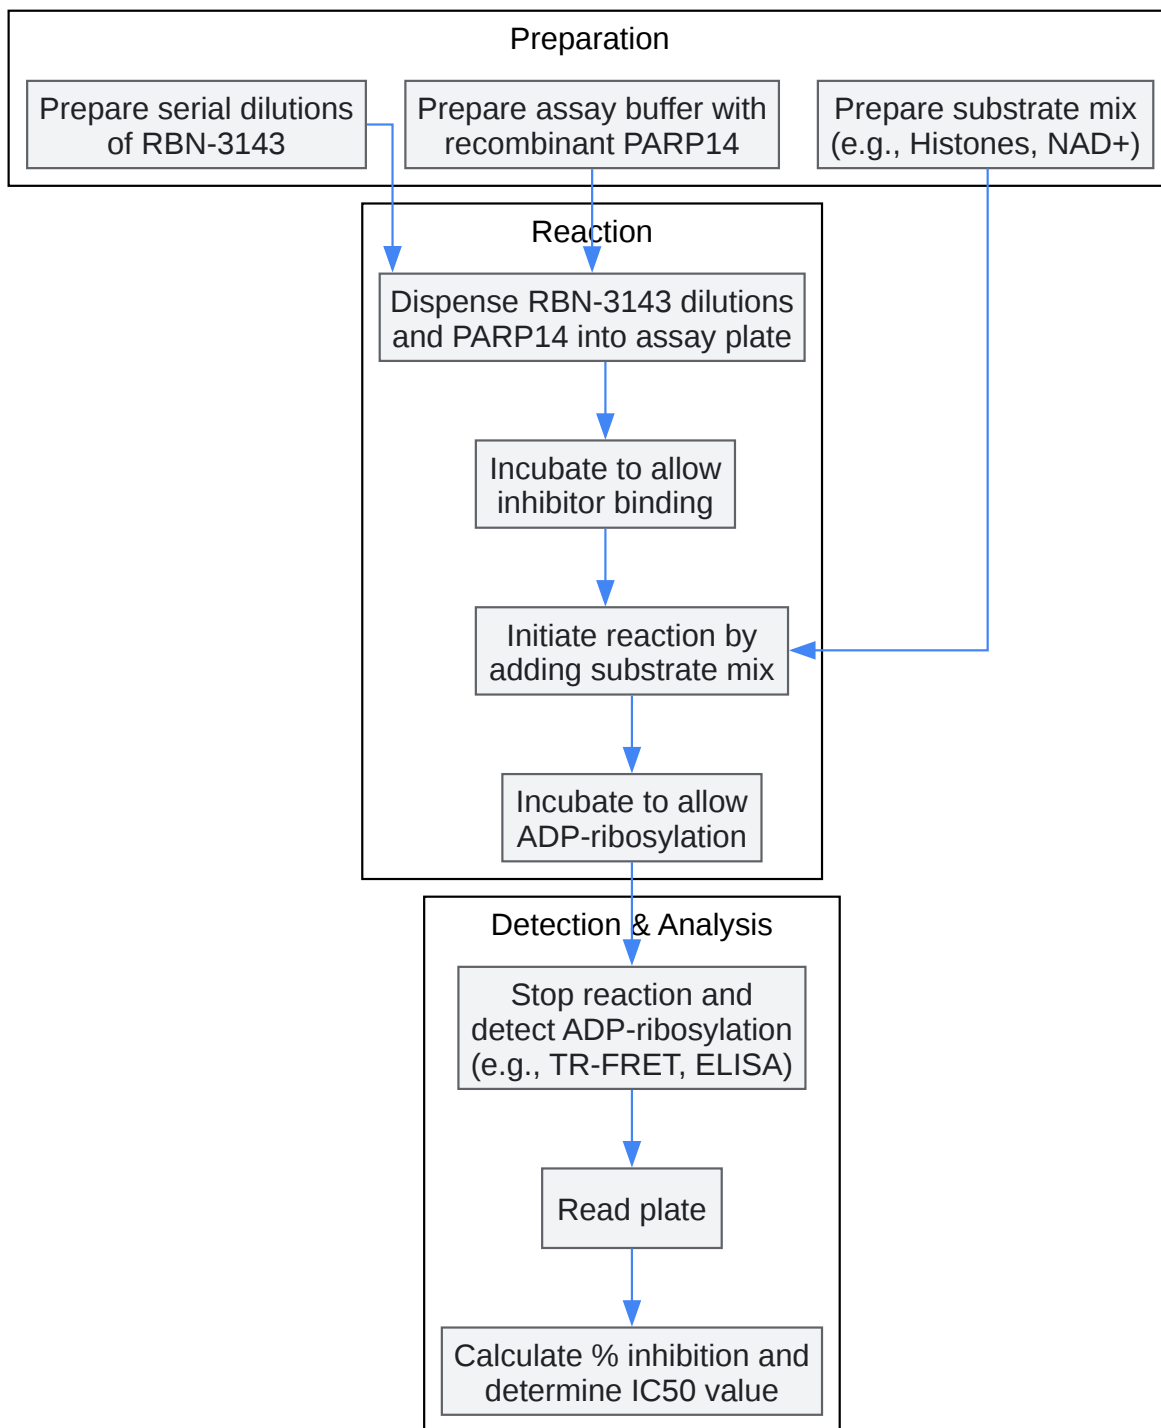 Preparation
Prepare serial dilutions
of RBN-3143
Prepare assay buffer with
recombinant PARP14
Prepare substrate mix
(e.g., Histones, NAD+)
Reaction
Dispense RBN-3143 dilutions
and PARP14 into assay plate
Incubate to allow
inhibitor binding
Initiate reaction by
adding substrate mix
Incubate to allow
ADP-ribosylation
Detection & Analysis
Stop reaction and
detect ADP-ribosylation
(e.g., TR-FRET, ELISA)
Read plate
Calculate % inhibition and
determine IC50 value